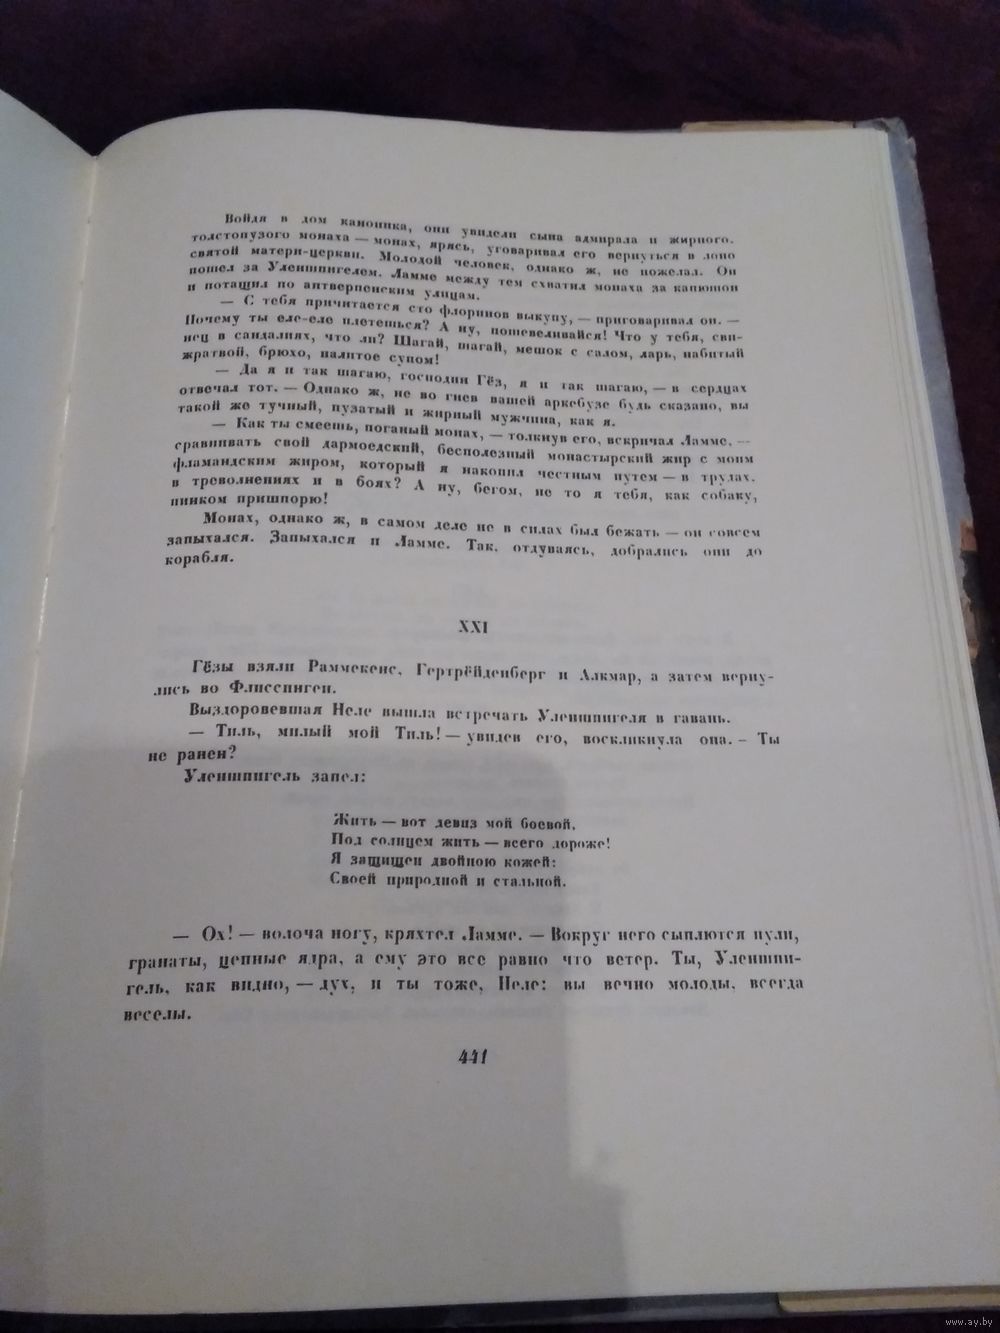 Войдя в дом каноника, они увидели сына адмирала и жирного,
толстопузого монаха — монах, ярясь, уговаривал его вернуться в лоно
святой матери-церкви. Молодой человек, однако ж, не пожелал. Он
пошел за Уленшпигелем. Ламме между тем схватил монаха за капюшон
и потащил по антверпенским улицам.
— С тебя причитается сто флоринов выкупу, — приговаривал он. —
Почему ты еле-еле плетешься? А ну, пошевеливайся! Что у тебя, сви-
нец в сандалиях, что ли? Шагай, шагай, мешок с салом, ларь, набитый
жратвой, брюхо, налитое супом!
— Да я и так шагаю, господин Гёз, я и так шагаю, — в сердцах
отвечал тот. — Однако ж, не во гнев вашей аркебузе будь сказано, вы
такой же тучный, пузатый и жирный мужчина, как я.
— Как ты смеешь, поганый монах, — толкнув его, вскричал Ламме, —
сравнивать свой дармоедский, бесполезный монастырский жир с моим
фламандским жиром, который я накопил честным путем — в трудах,
в треволнениях и в боях? А ну, бегом, не то я тебя, как собаку,
пинком пришпорю!
Монах, однако ж, в самом деле не в силах был бежать — он совсем
запыхался. Запыхался и Ламме. Так, отдуваясь, добрались они до
корабля.
XXI
Гёзы взяли Раммекенс, Гертрёйденберг и Алкмар, а затем верну-
лись во Флиссинген.
Выздоровевшая Неле вышла встречать Уленшпигеля в гавань.
— Тиль, милый мой Тиль! — увидев его, воскликнула она. — Ты
не ранен?
Уленшпигель запел:
Жить — вот девиз мой боевой,
Под солнцем жить — всего дороже!
Я защищен двойною кожей:
Своей природной и стальной.
— Ох! — волоча ногу, кряхтел Ламме. — Вокруг него сыплются пули,
гранаты, цепные ядра, а ему это все равно что ветер. Ты, Уленшпи-
гель, как видно, — дух, и ты тоже, Неле: вы вечно молоды, всегда
веселы.
441
www.ay.by